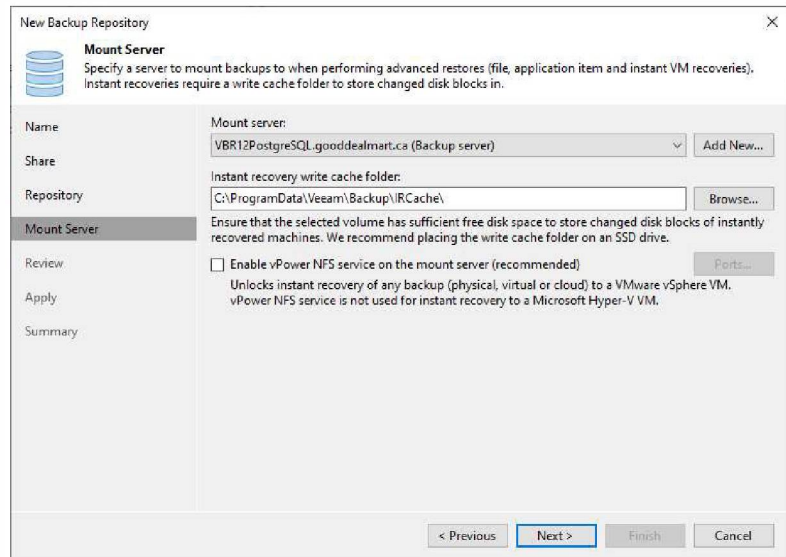 New Backup Repository
Mount Server
Specify a server to mount backups to when performing advanced restores (file, application item and instant VM recoveries).
Instant recoveries require a write cache folder to store changed disk blocks in.
Name
Share
Repository
Mount Server
Review
Apply
Summary
Mount server:
VBR12PostgreSQL.gooddealmart.ca (Backup server)
Add New...
Instant recovery write cache folder:
C:\ProgramData\Veeam\Backup\IRCache\
Browse...
Ensure that the selected volume has sufficient free disk space to store changed disk blocks of instantly
recovered machines. We recommend placing the write cache folder on an SSD drive.
Enable vPower NFS service on the mount server (recommended)
Ports...
Unlocks instant recovery of any backup (physical, virtual or cloud) to a VMware vSphere VM.
vPower NFS service is not used for instant recovery to a Microsoft Hyper-V VM.
< Previous
Next >
Finish
Cancel